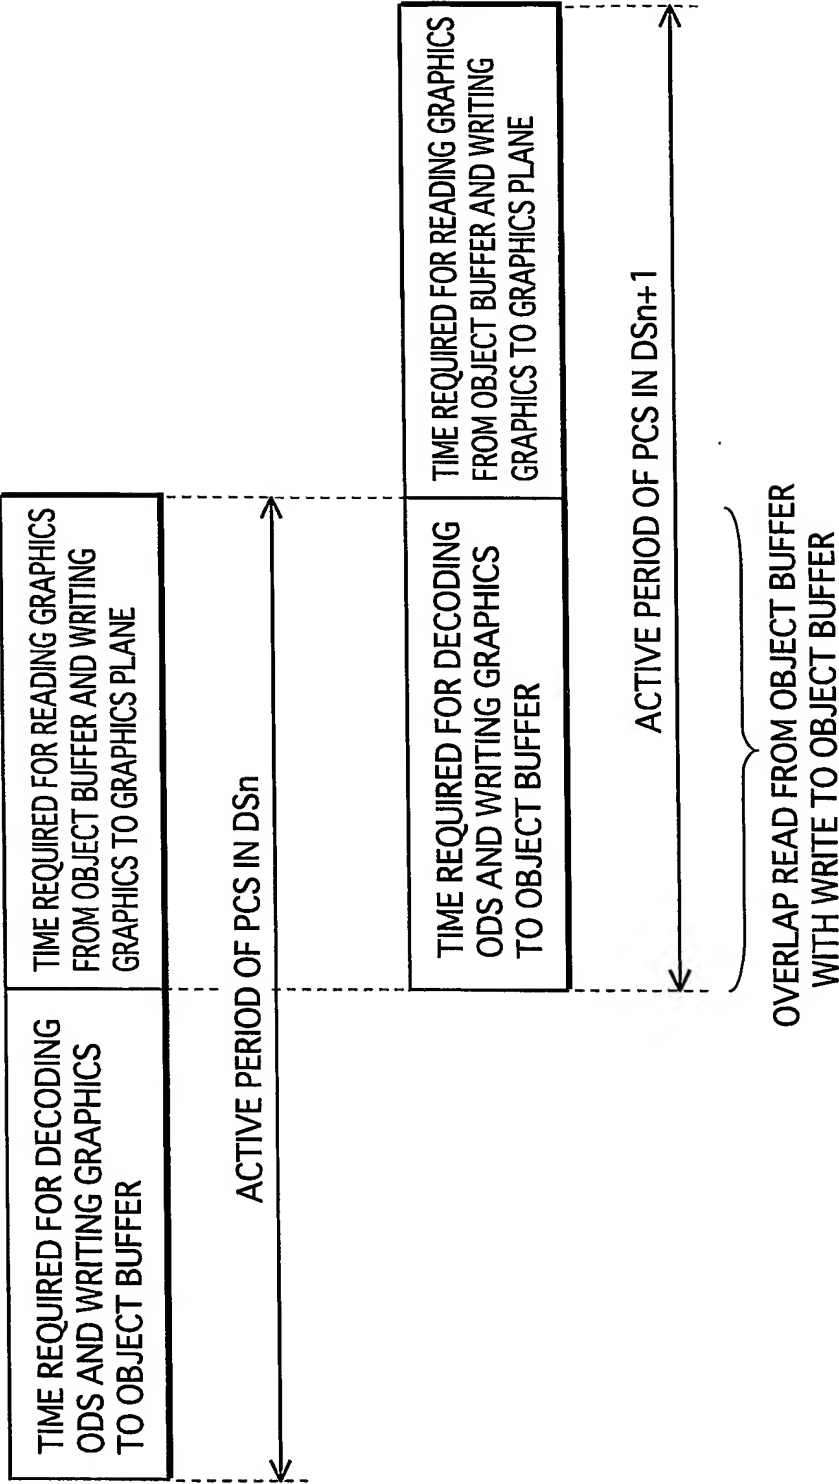 TIME REQUIRED FOR DECODING
ODS AND WRITING GRAPHICS
TO OBJECT BUFFER
TIME REQUIRED FOR READING GRAPHICS
FROM OBJECT BUFFER AND WRITING
GRAPHICS TO GRAPHICS PLANE
ACTIVE PERIOD OF PCS IN DSn
TIME REQUIRED FOR DECODING
ODS AND WRITING GRAPHICS
TO OBJECT BUFFER
TIME REQUIRED FOR READING GRAPHICS
FROM OBJECT BUFFER AND WRITING
GRAPHICS TO GRAPHICS PLANE
ACTIVE PERIOD OF PCS IN DSn+1
OVERLAP READ FROM OBJECT BUFFER
WITH WRITE TO OBJECT BUFFER